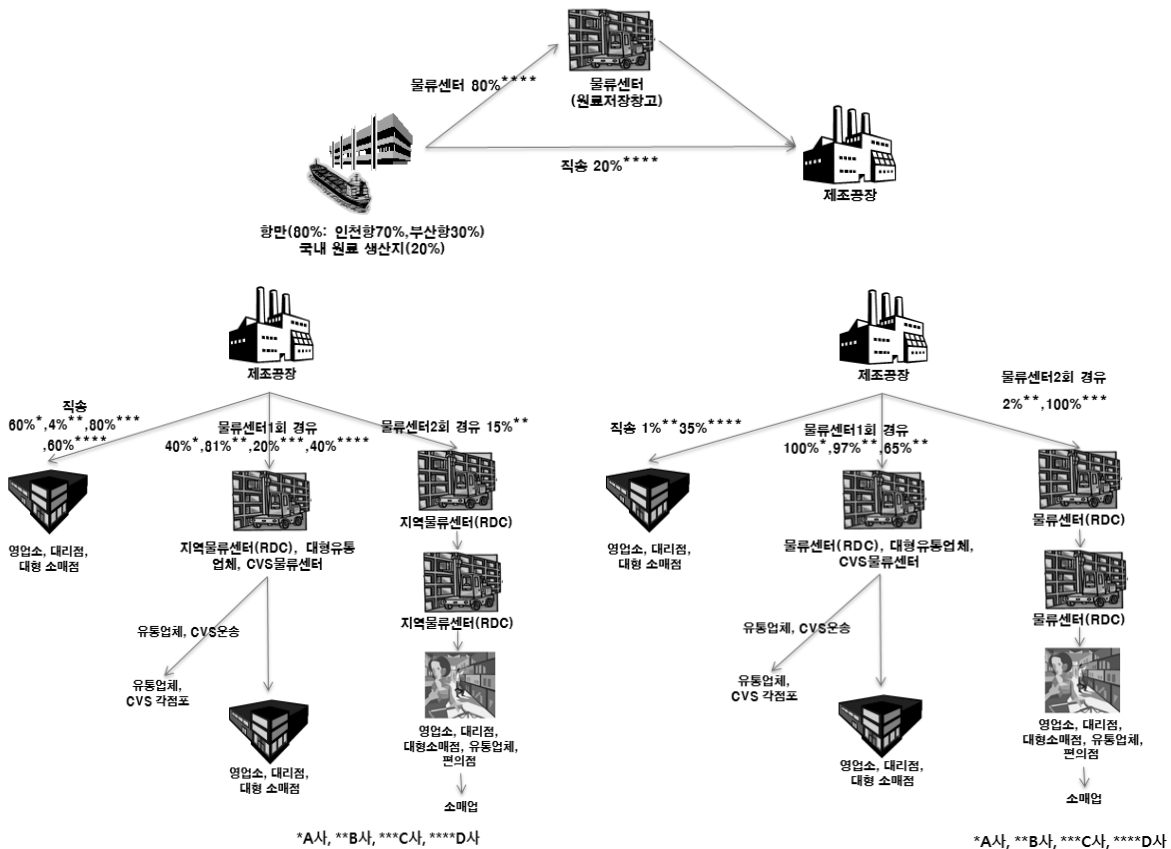 물류센터 80%****
물류센터
(원료저장창고)
직송 20%****
제조공장
항만(80%: 인천항70%,부산항30%)
국내 원료 생산지(20%)
제조공장
직송
60%*,4%**,80%***
,60%****
물류센터1회 경유
40%*,81%**,20%***,40%****
물류센터2회 경유 15%**
영업소, 대리점,
대형 소매점
지역물류센터(RDC), 대형유통
업체, CVS물류센터
지역물류센터(RDC)
지역물류센터(RDC)
유통업체, CVS운송
유통업체,
CVS 각점포
영업소, 대리점,
대형 소매점
영업소, 대리점,
대형소매점, 유통업체,
편의점
소매업
*A사, **B사, ***C사, ****D사
제조공장
물류센터2회 경유
2%**,100%***
직송 1%**35%****
물류센터1회 경유
100%*,97%**,65%**
영업소, 대리점,
대형 소매점
물류센터(RDC), 대형유통업체,
CVS물류센터
물류센터(RDC)
물류센터(RDC)
유통업체, CVS운송
유통업체,
CVS 각점포
영업소, 대리점,
대형 소매점
영업소, 대리점,
대형소매점, 유통업체,
편의점
소매업
*A사, **B사, ***C사, ****D사